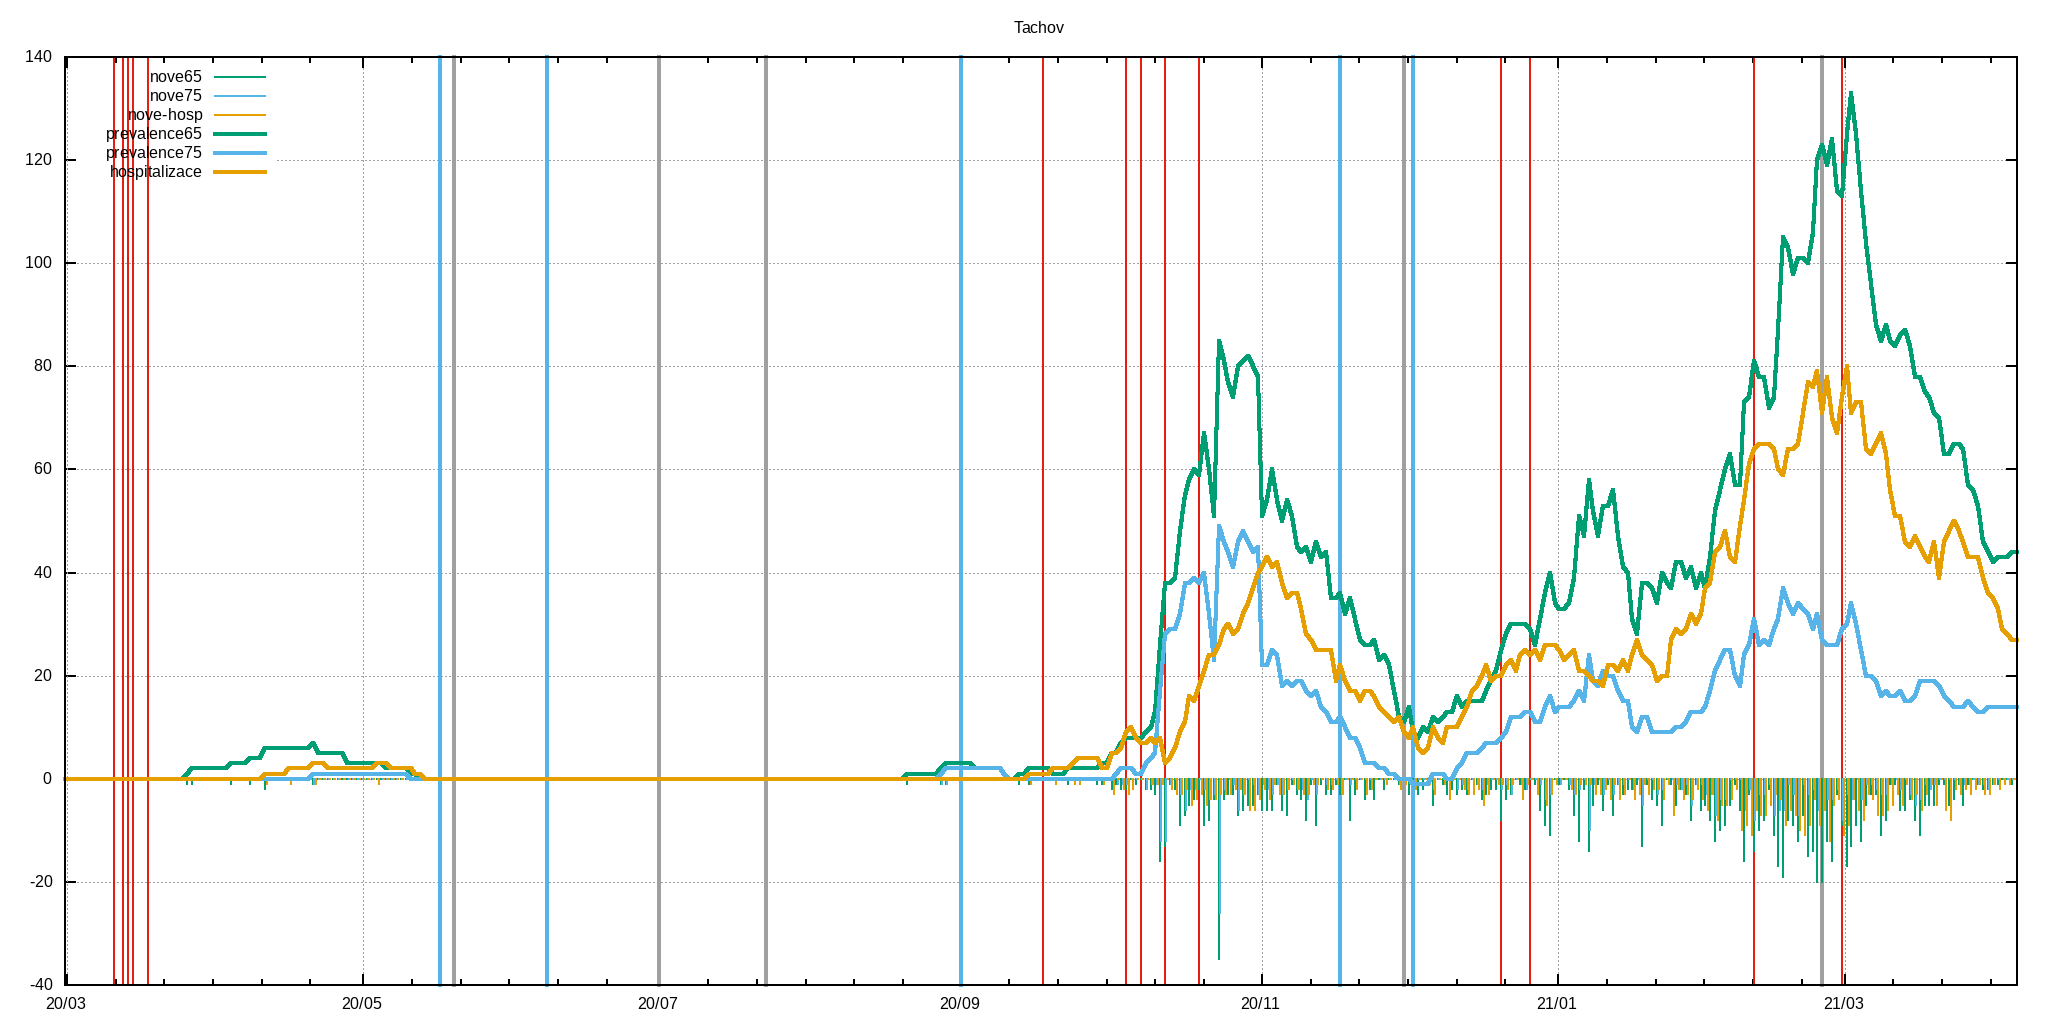 Tachov
140
nove65
nove75
nove-hosp
prevalence65
prevalence75
hospitalizace
120
100
80
60
40
20
0
-20
-40
20/03 20/05 20/07 20/09 20/11 21/01 21/03